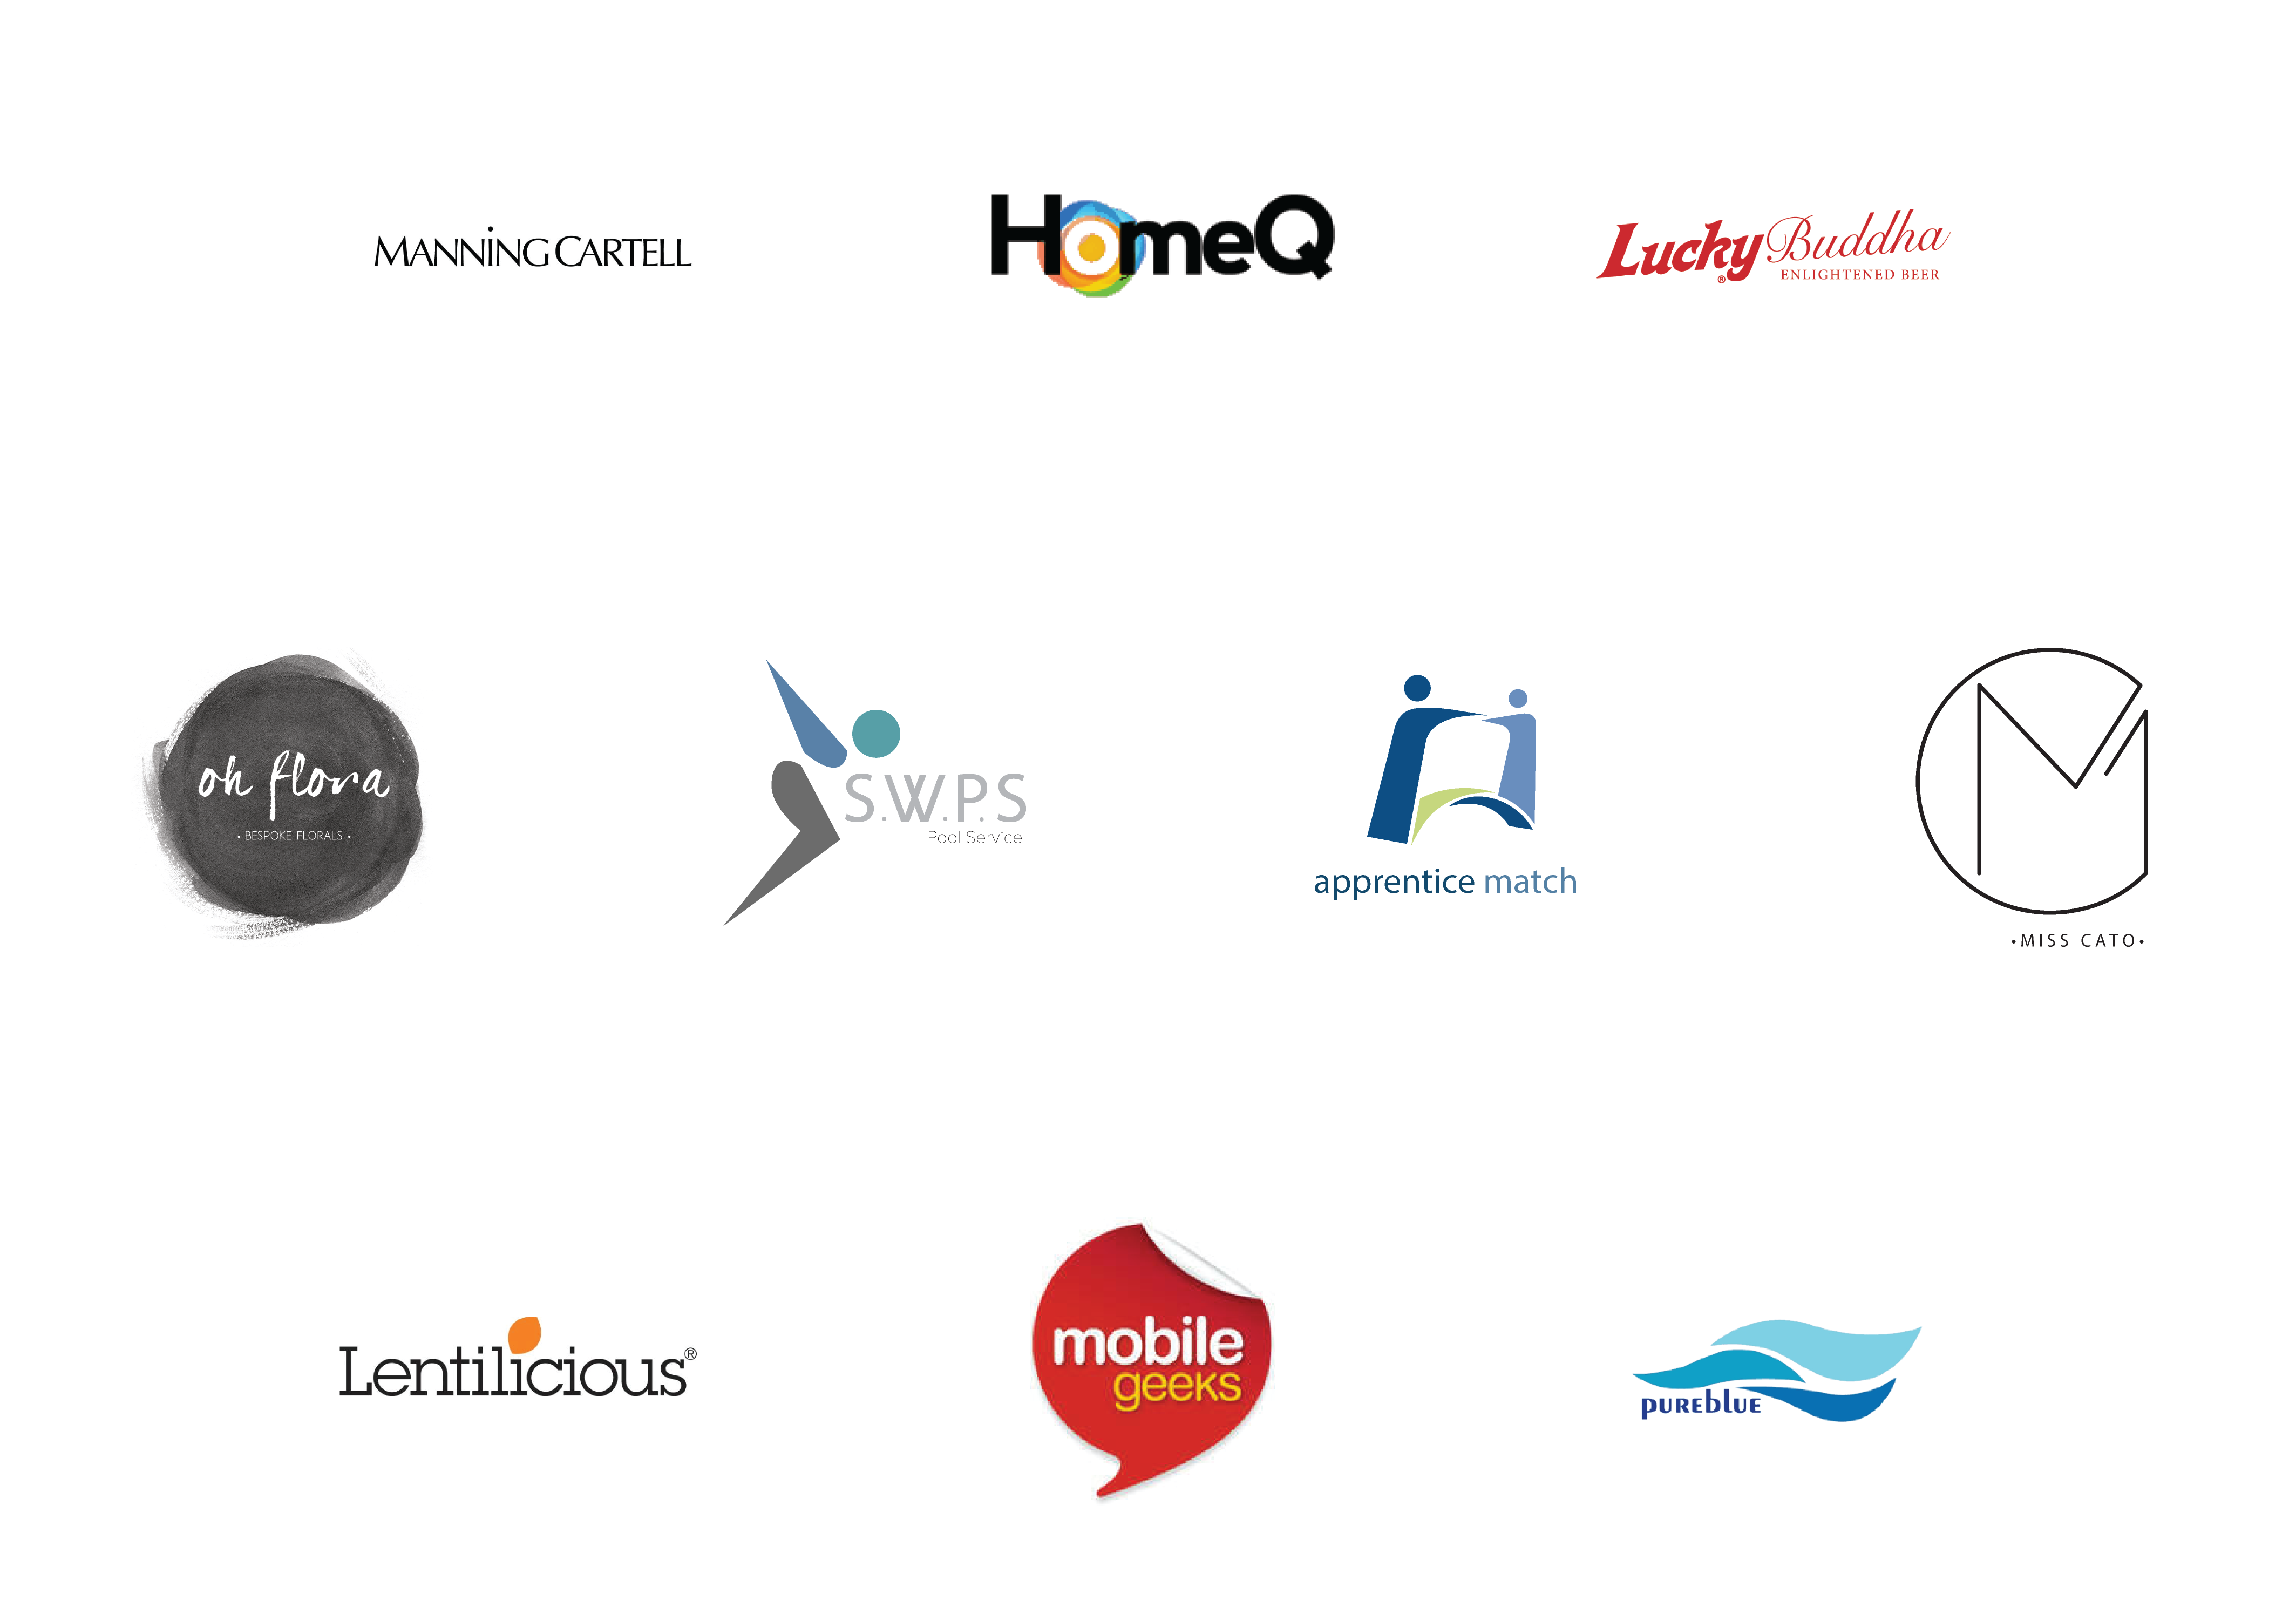 MANNiNG CARTELL
HomeQ
Lucky Buddha
®
ENLIGHTENED BEER
oh flora
• BESPOKE FLORALS •
S.W.P.S
Pool Service
apprentice match
M
•MISS CATO•
Lentilicious®
mobile
geeks
pureblue